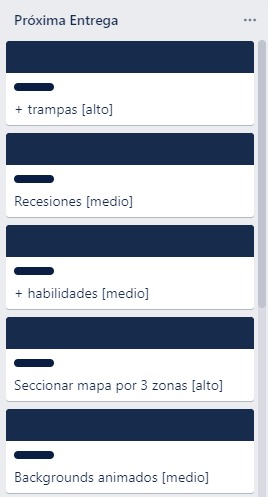 Próxima Entrega
+ trampas [alto]
Recesiones [medio]
+ habilidades [medio]
Seccionar mapa por 3 zonas [alto]
Backgrounds animados [medio]